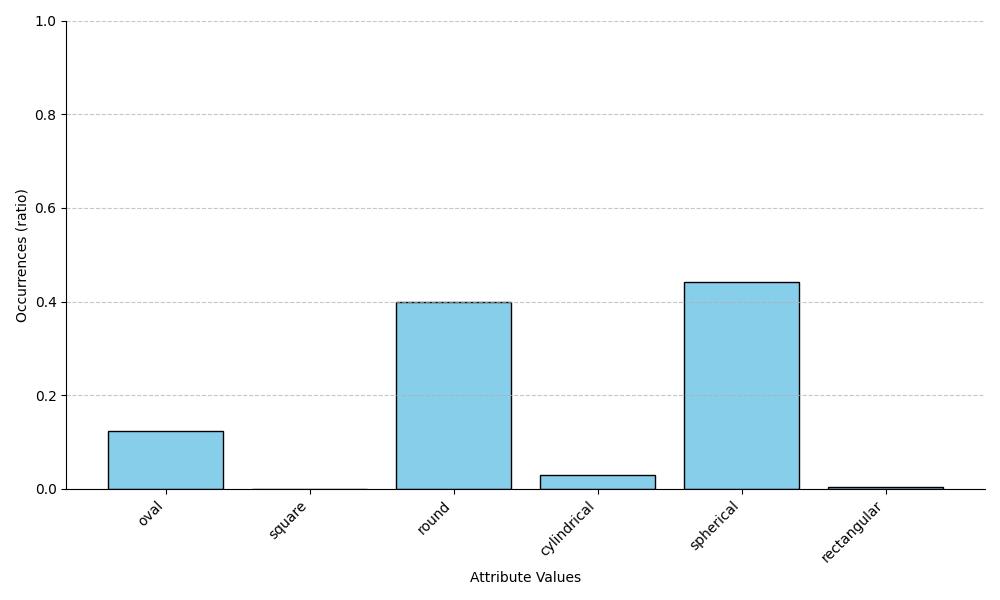 1.0
0.8
0.6
0.4
0.2
0.0
Occurrences (ratio)
oval
square
round
cylindrical
spherical
rectangular
Attribute Values